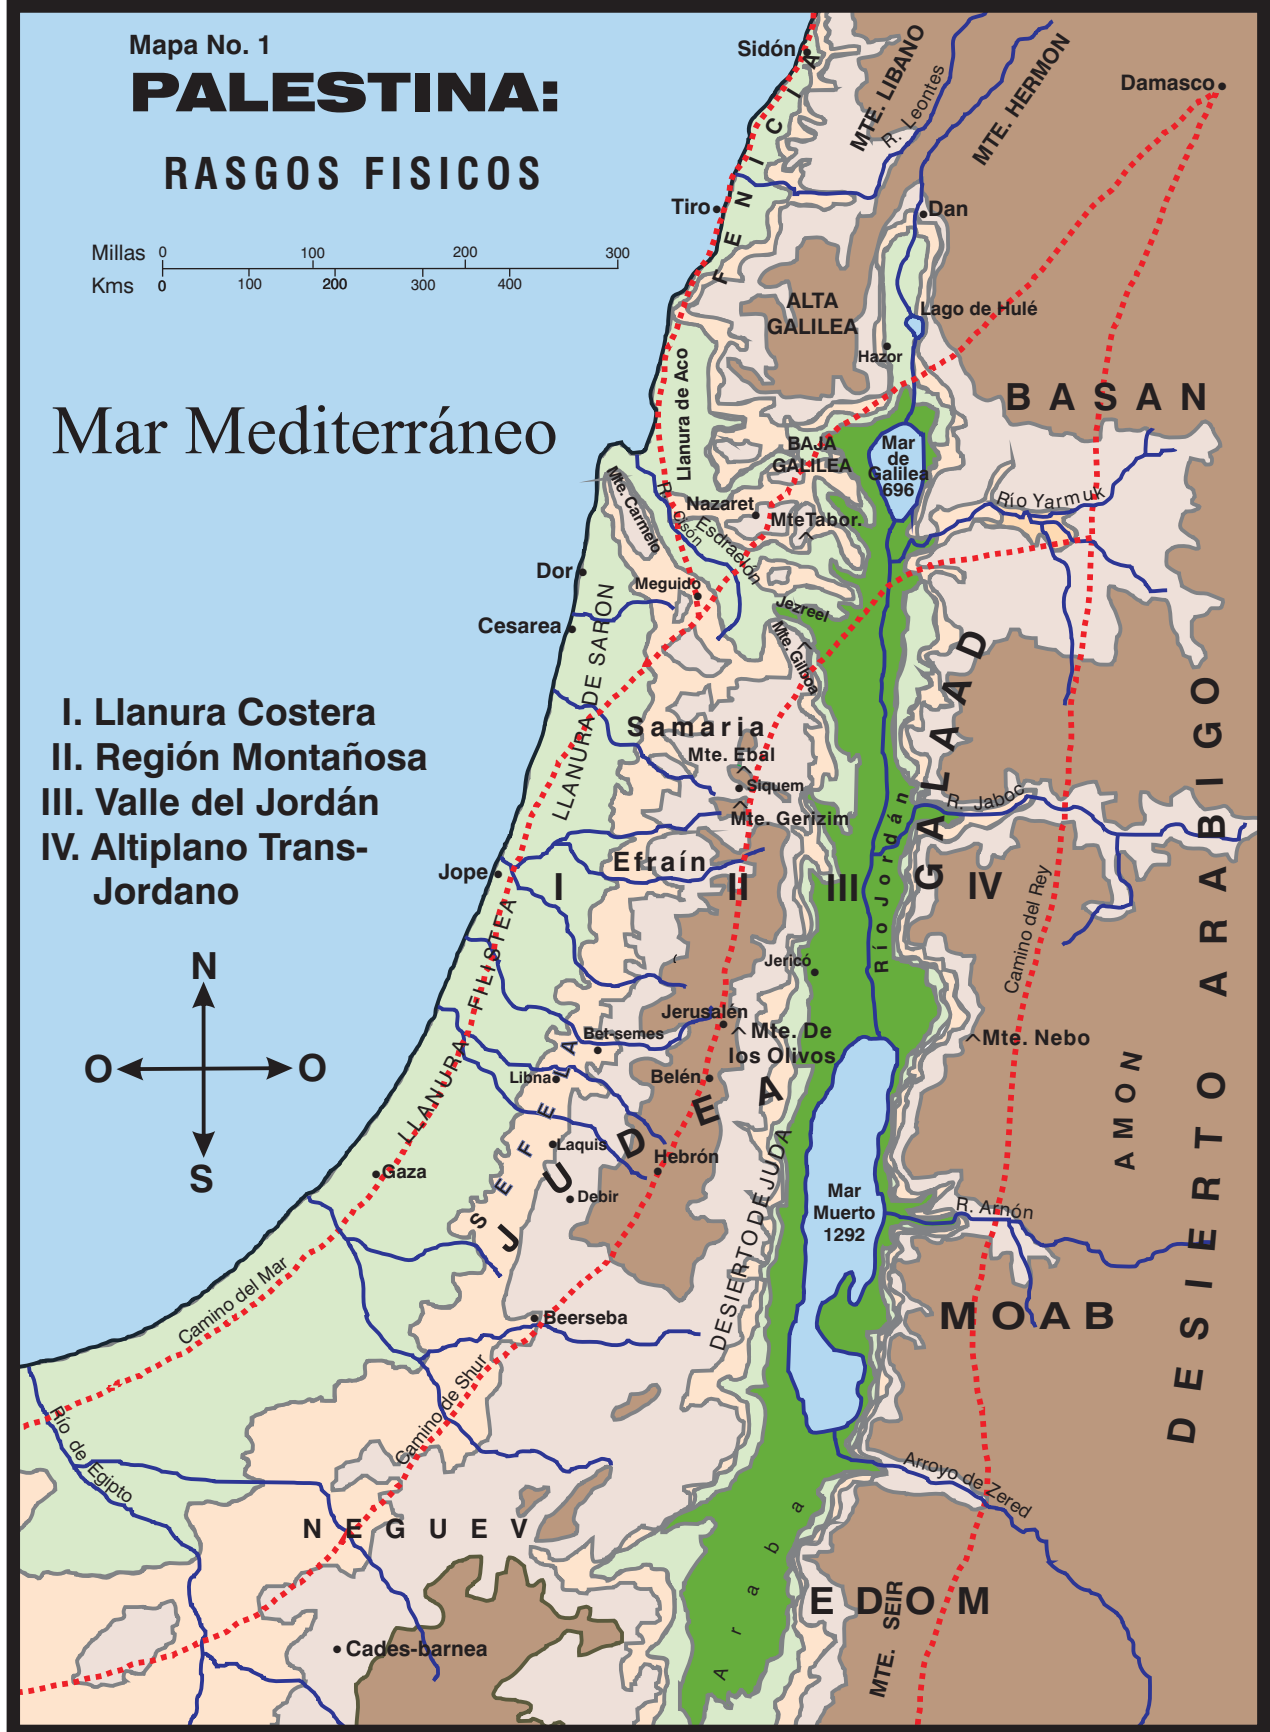 Mapa No. 1
PALESTINA:
RASGOS FISICOS
Millas 0 100 200 300
Kms 0 100 200 300 400
Mar Mediterráneo
I. Llanura Costera
II. Región Montañosa
III. Valle del Jordán
IV. Altiplano Trans-
Jordano
N
O O
S
Sidón
FENICIA
MTE. LIBANO
R. Leontes
MTE. HERMON
Damasco
Tiro
Dan
ALTA
GALILEA
Lago de Hulé
Hazor
Llanura de Aco
BASAN
BAJA
GALILEA
Mar
de
Galilea
696
Mte. Carmelo
R. Cisón
Nazaret
Mte Tabor.
Esdraelón
Río Yarmuk
Dor
Meguido
Jezreel
Cesarea
LLANURA DE SARON
Mte. Gilboa
GALAAD
Samaria
Mte. Ebal
Siquem
Mte. Gerizim
R. Jaboc
Efraín
Jope
I
II
III
IV
Río Jordán
Camino del Rey
DESIERTO ARABIGO
LLANURA FILISTEA
Jericó
Jerusalén
Mte. De
los Olivos
Mte. Nebo
Bet-semes
Libna
Belén
SEFELA
JUDEA
AMON
Laquis
Hebrón
Debir
Gaza
DESIERTO DE JUDA
Mar
Muerto
1292
R. Arnón
Camino del Mar
Beerseba
MOAB
Camino de Shur
Río de Egipto
Arroyo de Zered
NEGUEV
Araba
EDOM
MTE. SEIR
Cades-barnea